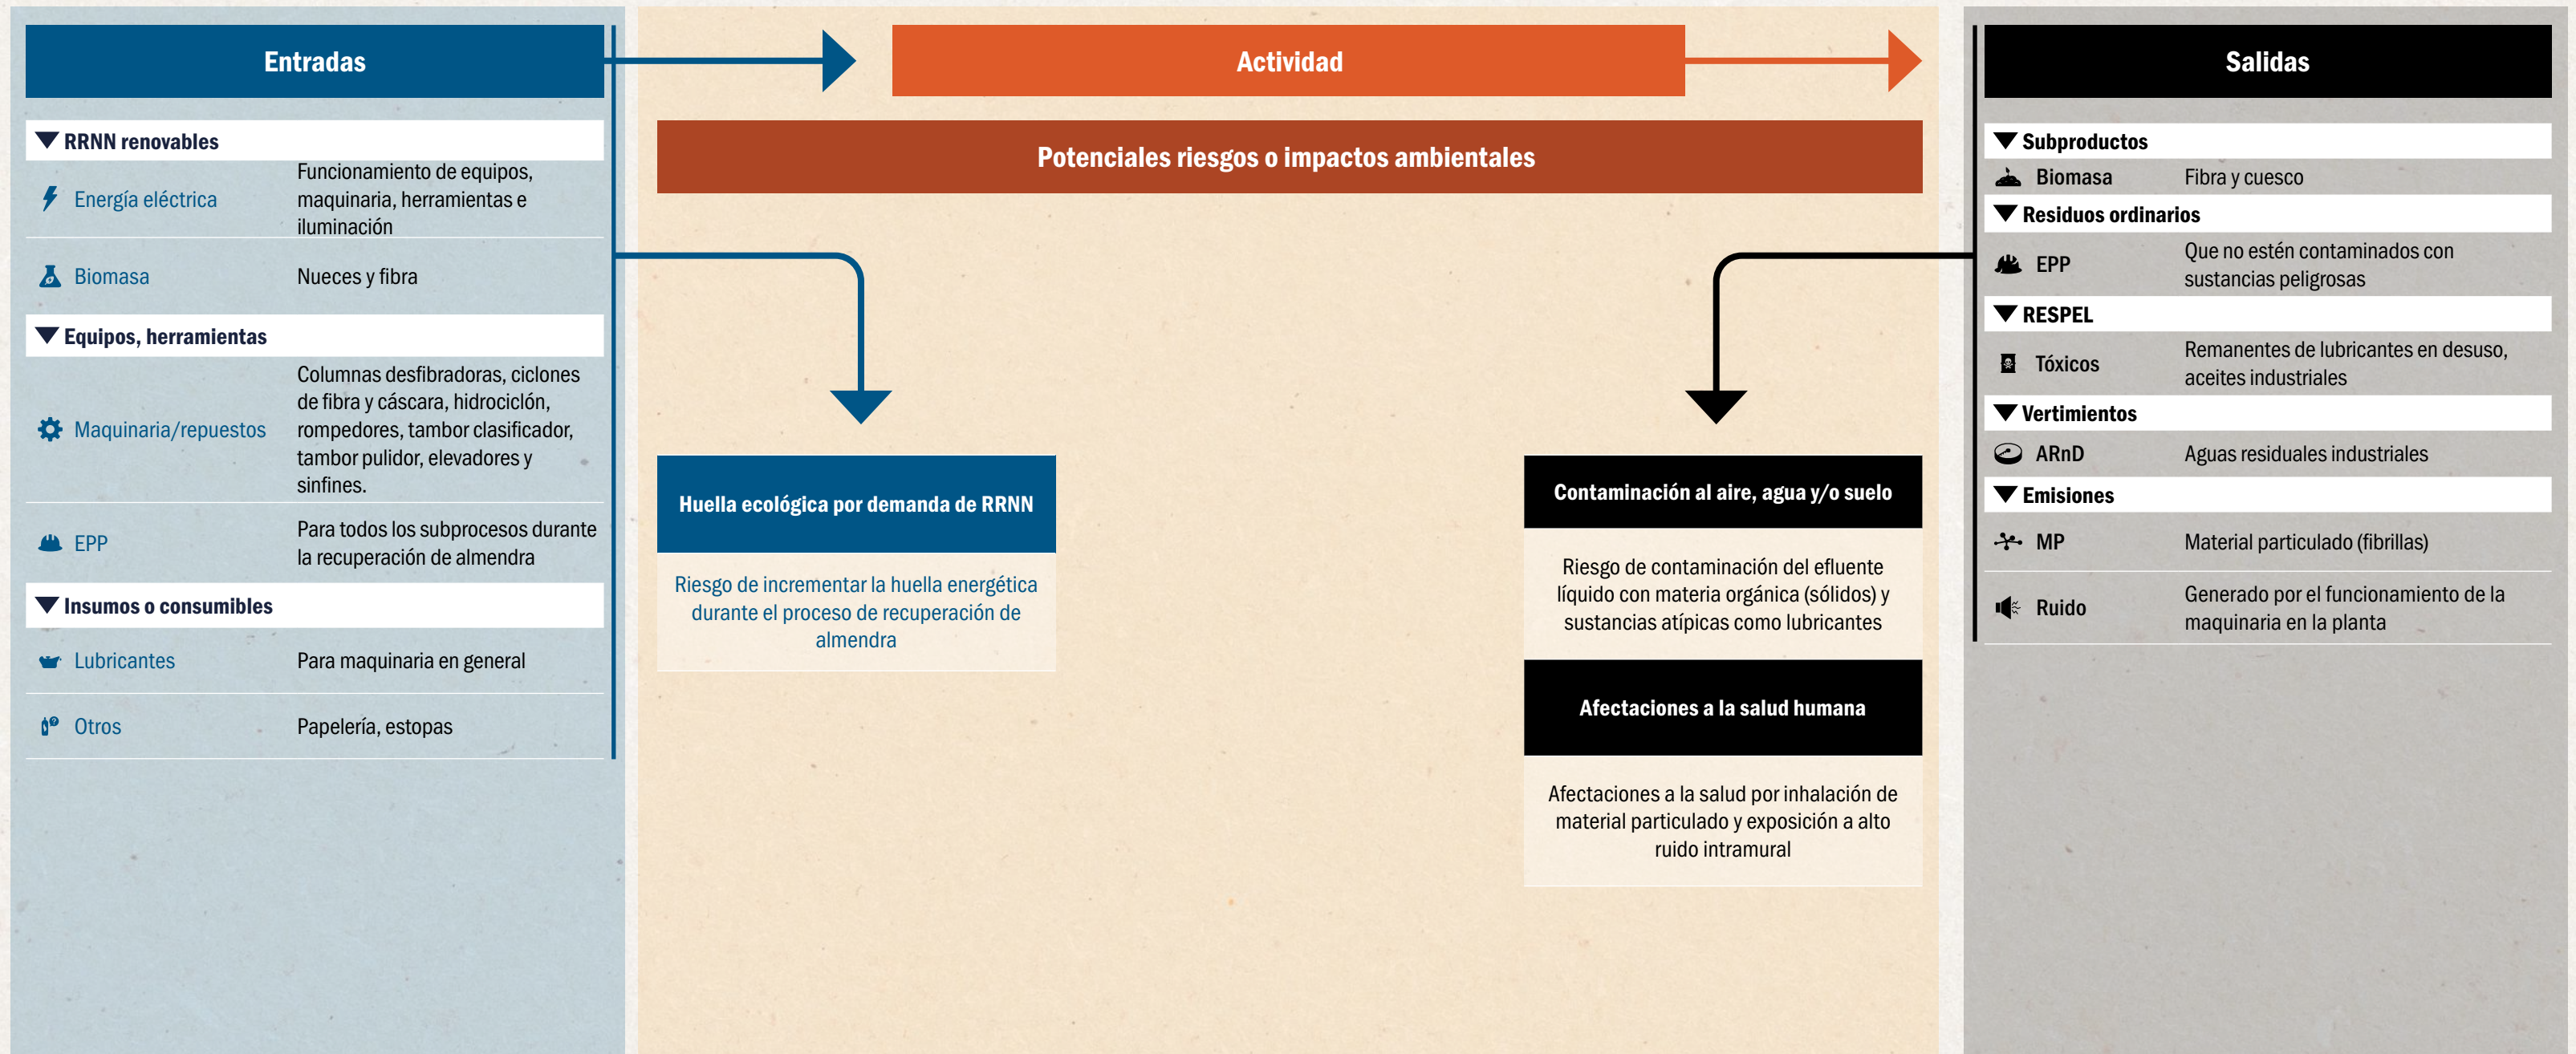 Entradas
RRNN renovables
Energía eléctrica
Funcionamiento de equipos,
maquinaria, herramientas e
iluminación
Biomasa
Nueces y fibra
Equipos, herramientas
Maquinaria/repuestos
Columnas desfibradoras, ciclones
de fibra y cáscara, hidrociclón,
rompedores, tambor clasificador,
tambor pulidor, elevadores y
sinfines.
EPP
Para todos los subprocesos durante
la recuperación de almendra
Insumos o consumibles
Lubricantes
Para maquinaria en general
Otros
Papelería, estopas
Actividad
Potenciales riesgos o impactos ambientales
Huella ecológica por demanda de RRNN
Riesgo de incrementar la huella energética
durante el proceso de recuperación de
almendra
Contaminación al aire, agua y/o suelo
Riesgo de contaminación del efluente
líquido con materia orgánica (sólidos) y
sustancias atípicas como lubricantes
Afectaciones a la salud humana
Afectaciones a la salud por inhalación de
material particulado y exposición a alto
ruido intramural
Salidas
Subproductos
Biomasa
Fibra y cuesco
Residuos ordinarios
EPP
Que no estén contaminados con
sustancias peligrosas
RESPEL
Tóxicos
Remanentes de lubricantes en desuso,
aceites industriales
Vertimientos
ARnD
Aguas residuales industriales
Emisiones
MP
Material particulado (fibrillas)
Ruido
Generado por el funcionamiento de la
maquinaria en la planta